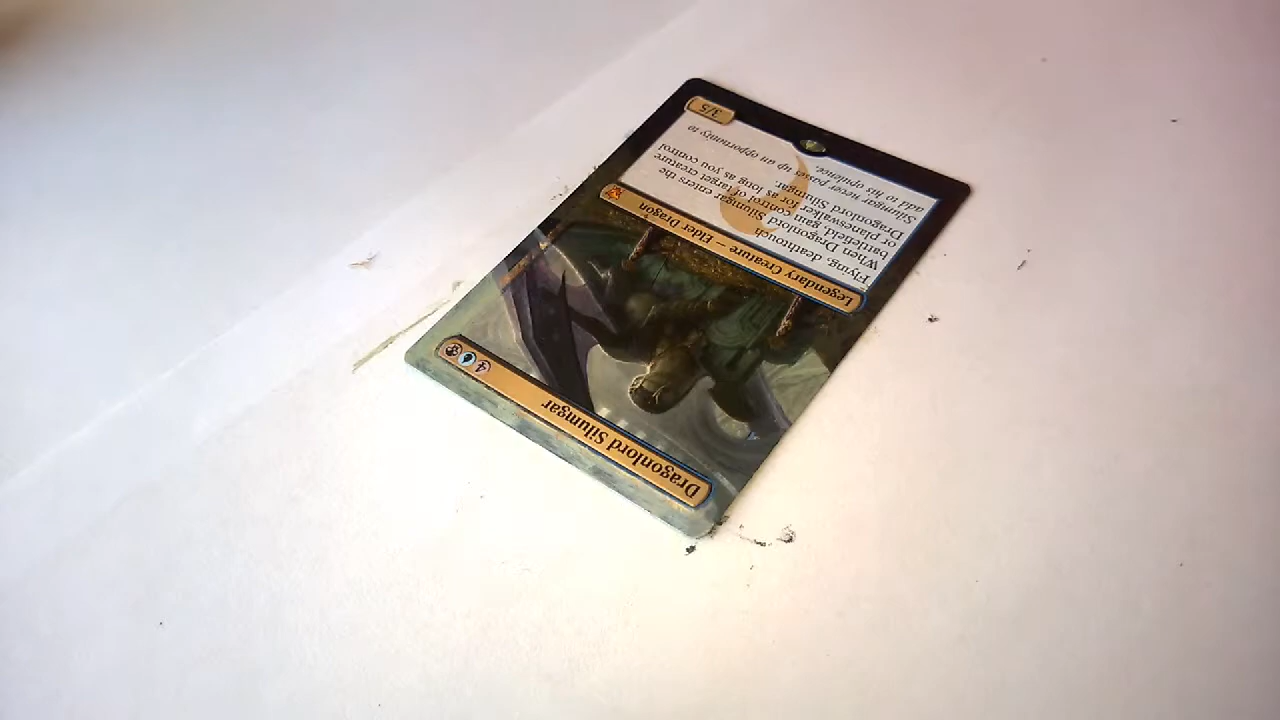 Dragonlord Silumgar
4
Legendary Creature — Elder Dragon
Flying, deathtouch
When Dragonlord Silumgar enters the
battlefield, gain control of target creature
or planeswalker for as long as you control
Dragonlord Silumgar.
Silumgar never passes up an opportunity to
add to his opulence.
3/5